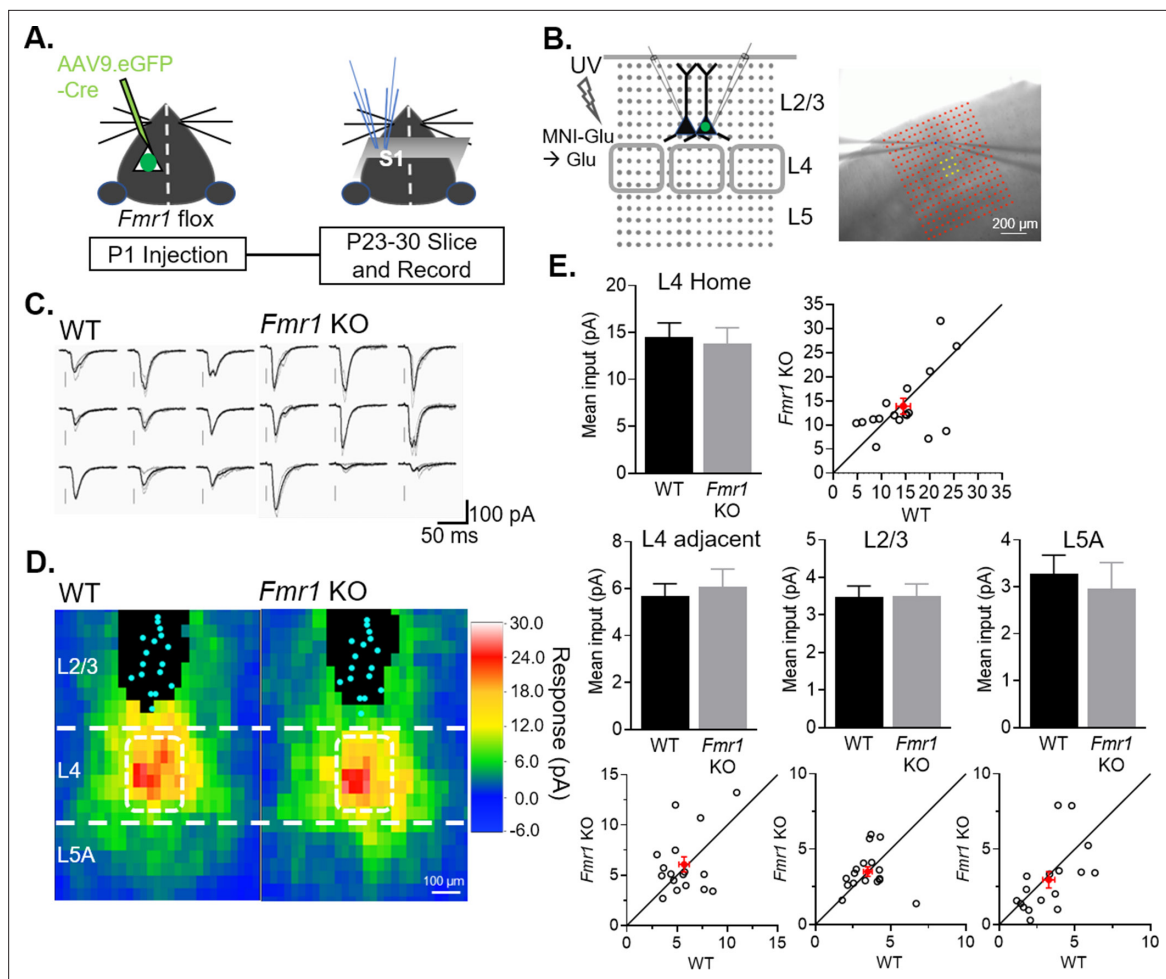 A.
AAV9.eGFP
-Cre
S1
Fmr1 flox
P1 Injection
P23-30 Slice
and Record
B.
UV
MNI-Glu
→ Glu
L2/3
L4
L5
200 µm
C.
WT
Fmr1 KO
100 pA
50 ms
D.
WT
Fmr1 KO
L2/3
L4
L5A
100 µm
30.0
24.0
18.0
12.0
6.0
0.0
-6.0
Response (pA)
E.
L4 Home
Mean input (pA)
20
15
10
5
0
WT
Fmr1
KO
Fmr1 KO
35
30
25
20
15
10
5
0
0 5 10 15 20 25 30 35
WT
L4 adjacent
Mean input (pA)
8
6
4
2
0
WT
Fmr1
KO
L2/3
Mean input (pA)
5
4
3
2
1
0
WT
Fmr1
KO
L5A
Mean input (pA)
4
3
2
1
0
WT
Fmr1
KO
Fmr1 KO
15
10
5
0
0 5 10 15
Fmr1 KO
10
5
0
0 5 10
WT
Fmr1 KO
10
5
0
0 5 10
WT